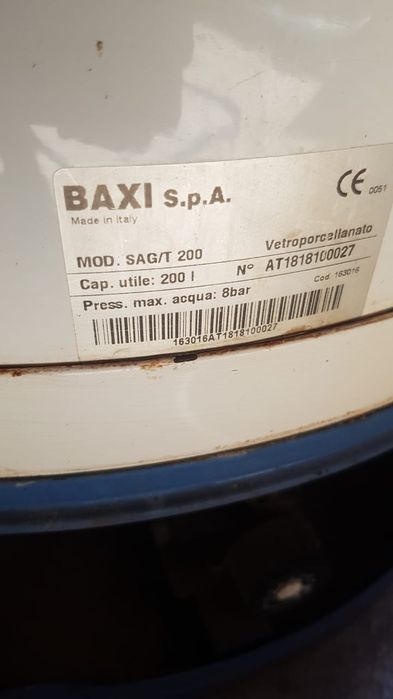 BAXI S.p.A.
CE 0051
Made in Italy
MOD. SAG/T 200 Vetroporcellanato
Cap. utile: 200 l N° AT1818100027
Press. max. acqua: 8bar Cod. 163016
163016AT1818100027